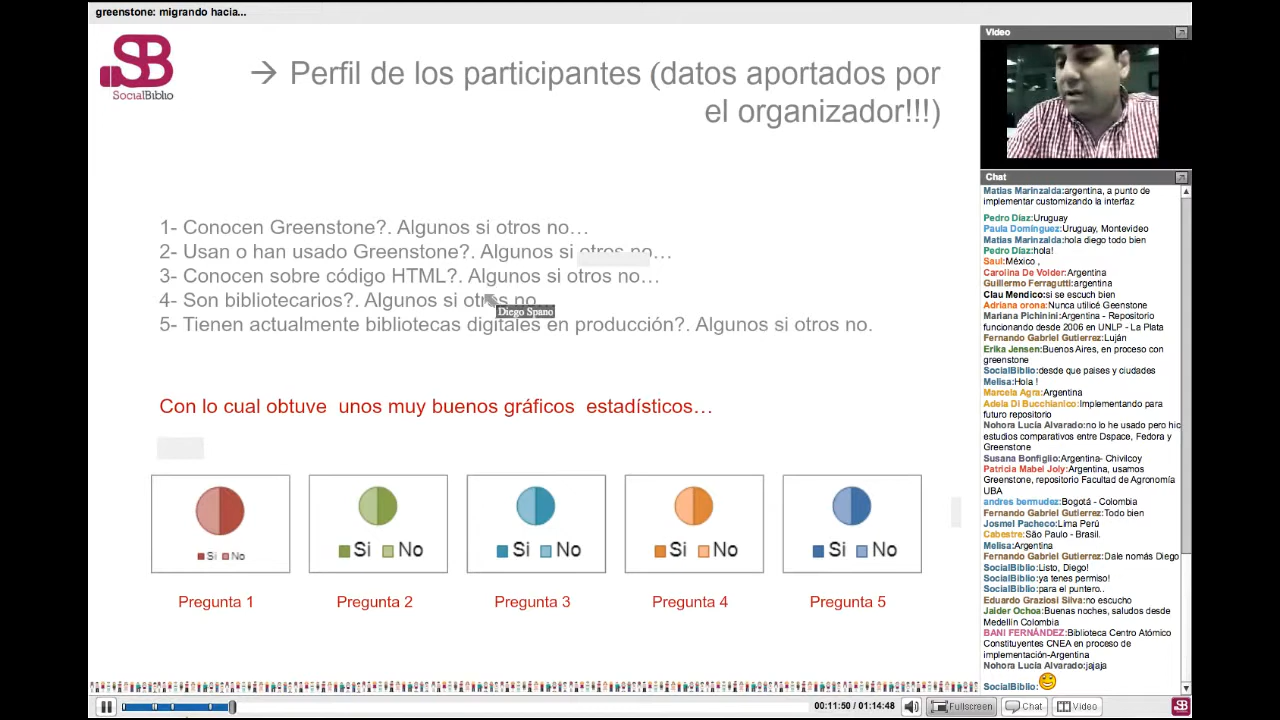 greenstone: migrando hacia...
SB
SocialBiblio
→ Perfil de los participantes (datos aportados por
el organizador!!!)
1- Conocen Greenstone?. Algunos si otros no…
2- Usan o han usado Greenstone?. Algunos si otros no…
3- Conocen sobre código HTML?. Algunos si otros no…
4- Son bibliotecarios?. Algunos si otros no…
Diego Spano
5- Tienen actualmente bibliotecas digitales en producción?. Algunos si otros no.
Con lo cual obtuve unos muy buenos gráficos estadísticos…
Si No
Si No
Si No
Si No
Si No
Pregunta 1
Pregunta 2
Pregunta 3
Pregunta 4
Pregunta 5
Video
Chat
Matias Marinzalda:argentina, a punto de
implementar customizando la interfaz
Pedro Díaz:Uruguay
Paula Domínguez:Uruguay, Montevideo
Matias Marinzalda:hola diego todo bien
Pedro Díaz:hola!
Saul:México ,
Carolina De Volder:Argentina
Guillermo Ferragutti:argentina
Clau Mendico:si se escuch bien
Adriana orona:Nunca utilicé Geenstone
Mariana Pichinini:Argentina - Repositorio
funcionando desde 2006 en UNLP - La Plata
Fernando Gabriel Gutierrez:Luján
Erika Jensen:Buenos Aires, en proceso con
greenstone
SocialBiblio:desde que paises y ciudades
Melisa:Hola !
Marcela Agra:Argentina
Adela Di Bucchianico:Implementando para
futuro repositorio
Nohora Lucía Alvarado:no lo he usado pero hic
estudios comparativos entre Dspace, Fedora y
Greenstone
Susana Bonfiglio:Argentina- Chivilcoy
Patricia Mabel Joly:Argentina, usamos
Greenstone, repositorio Facultad de Agronomía
UBA
andres bermudez:Bogotá - Colombia
Fernando Gabriel Gutierrez:Todo bien
Josmel Pacheco:Lima Perú
Cabestre:São Paulo - Brasil.
Melisa:Argentina
Fernando Gabriel Gutierrez:Dale nomás Diego
SocialBiblio:Listo, Diego!
SocialBiblio:ya tenes permiso!
SocialBiblio:para el puntero..
Eduardo Graziosi Silva:no escucho
Jaider Ochoa:Buenas noches, saludos desde
Medellín Colombia
BANI FERNÁNDEZ:Biblioteca Centro Atómico
Constituyentes CNEA en proceso de
implementación-Argentina
Nohora Lucía Alvarado:jajaja
SocialBiblio:
00:11:50 / 01:14:48
Fullscreen
Chat
Video
SB